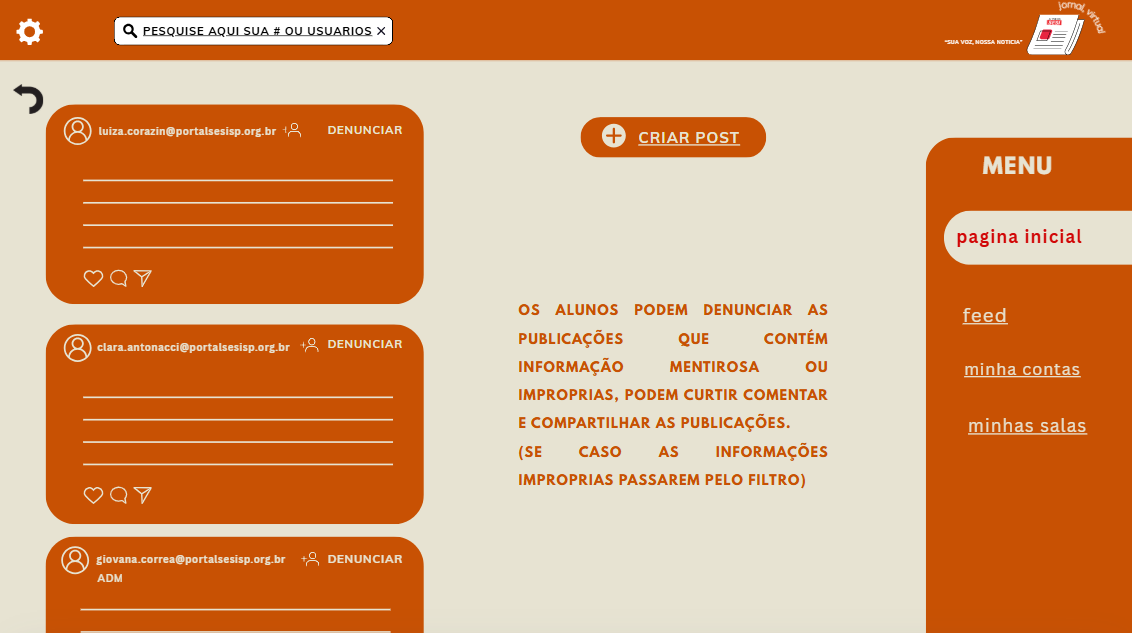 PESQUISE AQUI SUA # OU USUARIOS ×
"SUA VOZ, NOSSA NOTICIA"
jornal, virtual
luiza.corazin@portalsesisp.org.br
DENUNCIAR
CRIAR POST
MENU
pagina inicial
feed
minha contas
minhas salas
OS ALUNOS PODEM DENUNCIAR AS
PUBLICAÇÕES QUE CONTÉM
INFORMAÇÃO MENTIROSA OU
IMPROPRIAS, PODEM CURTIR COMENTAR
E COMPARTILHAR AS PUBLICAÇÕES.
(SE CASO AS INFORMAÇÕES
IMPROPRIAS PASSAREM PELO FILTRO)
clara.antonacci@portalsesisp.org.br
DENUNCIAR
giovana.correa@portalsesisp.org.br
DENUNCIAR
ADM